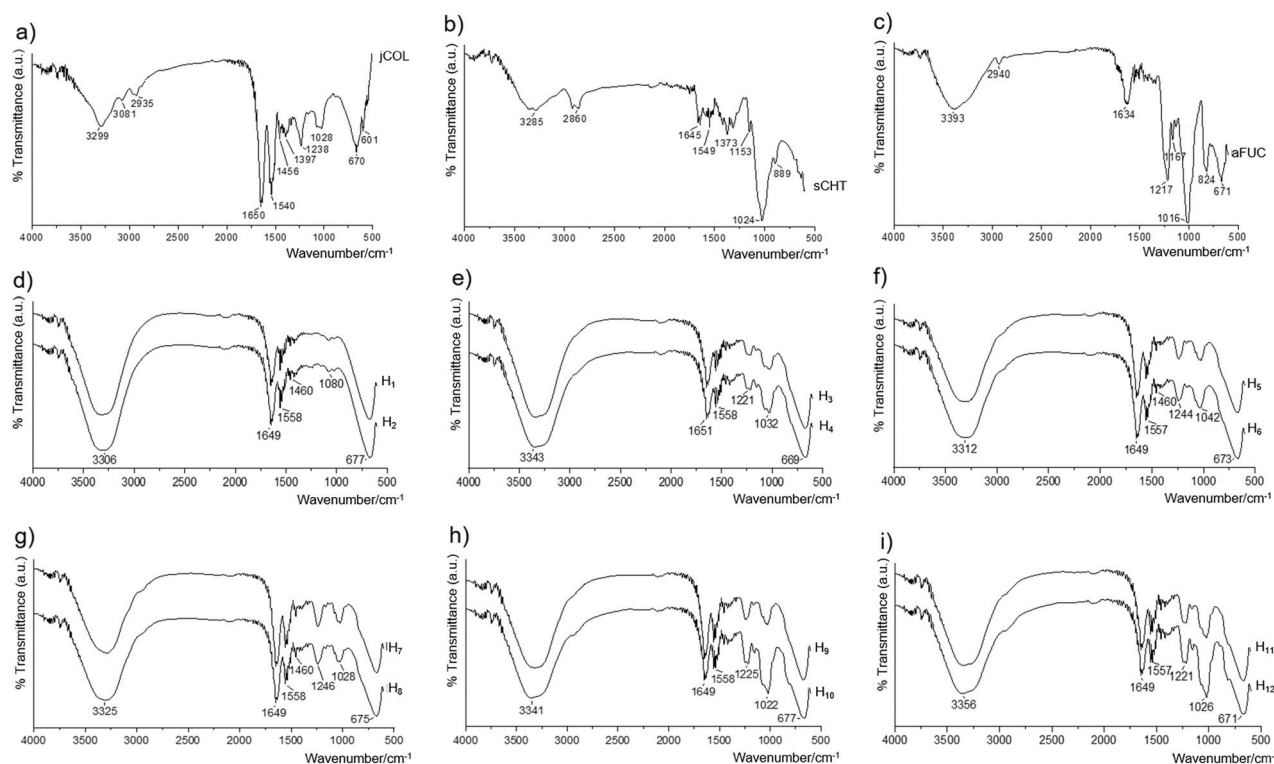 a)
% Transmittance (a.u.)
jCOL
3299
3081
2935
1650
1540
1456
1397
1238
1028
670
601
4000 3500 3000 2500 2000 1500 1000 500
Wavenumber/cm-1
b)
% Transmittance (a.u.)
sCHT
3285
2860
1645
1549
1373
1153
1024
889
4000 3500 3000 2500 2000 1500 1000 500
Wavenumber/cm-1
c)
% Transmittance (a.u.)
aFUC
3393
2940
1634
1217
1167
1016
824
671
4000 3500 3000 2500 2000 1500 1000 500
Wavenumber/cm-1
d)
% Transmittance (a.u.)
H1
H2
3306
1649
1558
1460
1080
677
4000 3500 3000 2500 2000 1500 1000 500
Wavenumber/cm-1
e)
% Transmittance (a.u.)
H3
H4
3343
1651
1558
1221
1032
669
4000 3500 3000 2500 2000 1500 1000 500
Wavenumber/cm-1
f)
% Transmittance (a.u.)
H5
H6
3312
1649
1557
1460
1244
1042
673
4000 3500 3000 2500 2000 1500 1000 500
Wavenumber/cm-1
g)
% Transmittance (a.u.)
H7
H8
3325
1649
1558
1460
1246
1028
675
4000 3500 3000 2500 2000 1500 1000 500
Wavenumber/cm-1
h)
% Transmittance (a.u.)
H9
H10
3341
1649
1558
1225
1022
677
4000 3500 3000 2500 2000 1500 1000 500
Wavenumber/cm-1
i)
% Transmittance (a.u.)
H11
H12
3356
1649
1557
1221
1026
671
4000 3500 3000 2500 2000 1500 1000 500
Wavenumber/cm-1